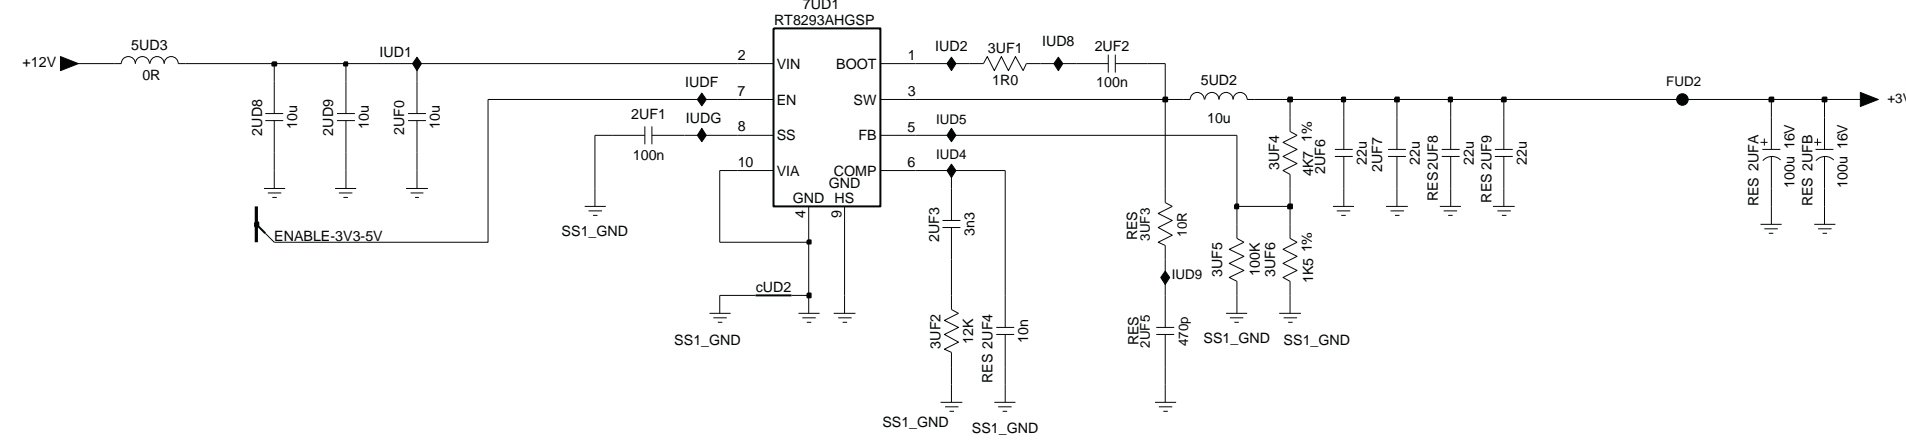 7UD1
RT8293AHGSP
5UD3
+12V
0R
IUD1
2
VIN
BOOT
1
IUD2
3UF1
1R0
IUD8
2UF2
100n
IUDF
7
EN
SW
3
5UD2
10u
FUD2
+3V
2UD8
10u
2UD9
10u
2UF0
10u
2UF1
100n
IUDG
8
SS
FB
5
IUD5
10
VIA
COMP
6
IUD4
GND
GND
HS
4
9
SS1_GND
ENABLE-3V3-5V
cUD2
SS1_GND
2UF3
3n3
3UF2
12K
RES 2UF4
10n
SS1_GND
SS1_GND
RES
3UF3
10R
IUD9
RES
2UF5
470p
3UF4
4K7 1%
2UF6
22u
2UF7
22u
RES 2UF8
22u
RES 2UF9
22u
3UF5
100K
3UF6
1K5 1%
SS1_GND
SS1_GND
RES 2UFA
+
100u 16V
RES 2UFB
+
100u 16V